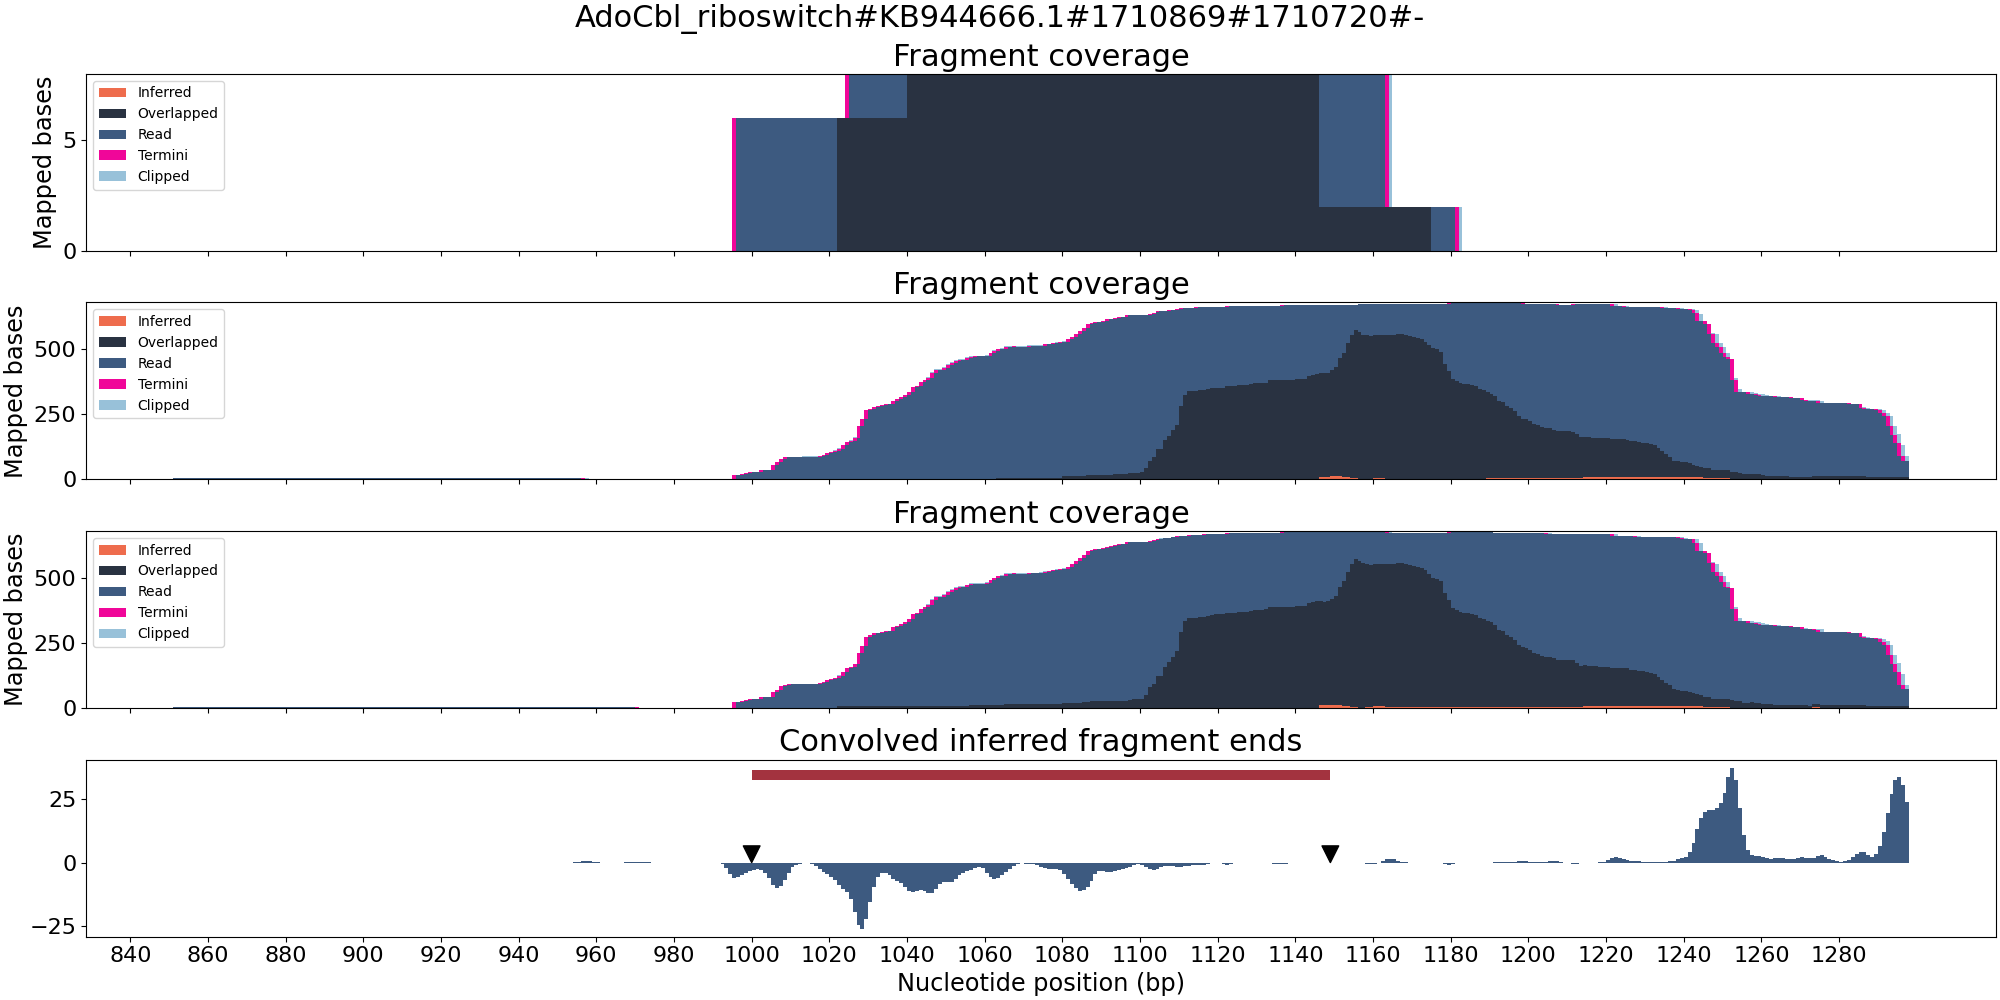 AdoCbl_riboswitch#KB944666.1#1710869#1710720#-
Fragment coverage
Mapped bases
5
0
Inferred
Overlapped
Read
Termini
Clipped
Fragment coverage
Mapped bases
500
250
0
Inferred
Overlapped
Read
Termini
Clipped
Fragment coverage
Mapped bases
500
250
0
Inferred
Overlapped
Read
Termini
Clipped
Convolved inferred fragment ends
25
0
−25
840 860 880 900 920 940 960 980 1000 1020 1040 1060 1080 1100 1120 1140 1160 1180 1200 1220 1240 1260 1280
Nucleotide position (bp)